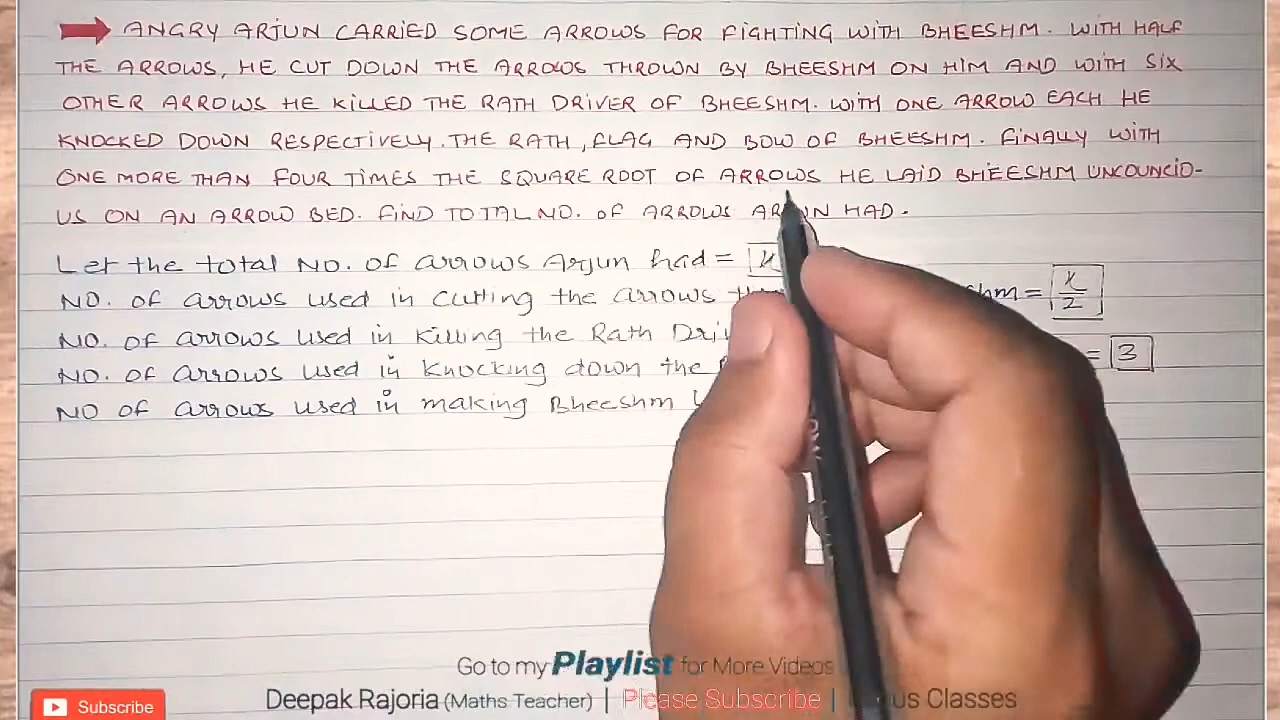 ANGRY ARJUN CARRIED SOME ARROWS FOR FIGHTING WITH BHEESHM. WITH HALF
THE ARROWS, HE CUT DOWN THE ARROWS THROWN BY BHEESHM ON HIM AND WITH SIX
OTHER ARROWS HE KILLED THE RATH DRIVER OF BHEESHM. WITH ONE ARROW EACH HE
KNOCKED DOWN RESPECTIVELY. THE RATH, FLAG AND BOW OF BHEESHM. FINALLY WITH
ONE MORE THAN FOUR TIMES THE SQUARE ROOT OF ARROWS HE LAID BHEESHM UNCOUNCIO-
US ON AN ARROW BED. FIND TOTAL NO. OF ARROWS HAD.
Let the total NO. of arrows Arjun had = x
NO. of arrows used in cutting the arrows = x/2
NO. of arrows used in killing the Rath
NO. of arrows used in knocking down the = 3
NO of arrows used in making Bheeshm
Go to my Playlist for More Videos
Deepak Rajoria (Maths Teacher) | Please Subscribe | Classes
Subscribe